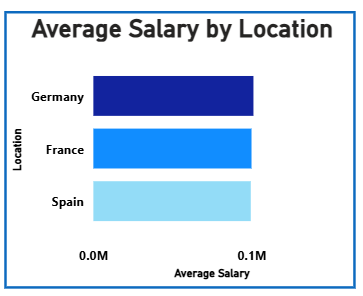 Average Salary by Location
Location
Germany
France
Spain
0.0M 0.1M
Average Salary